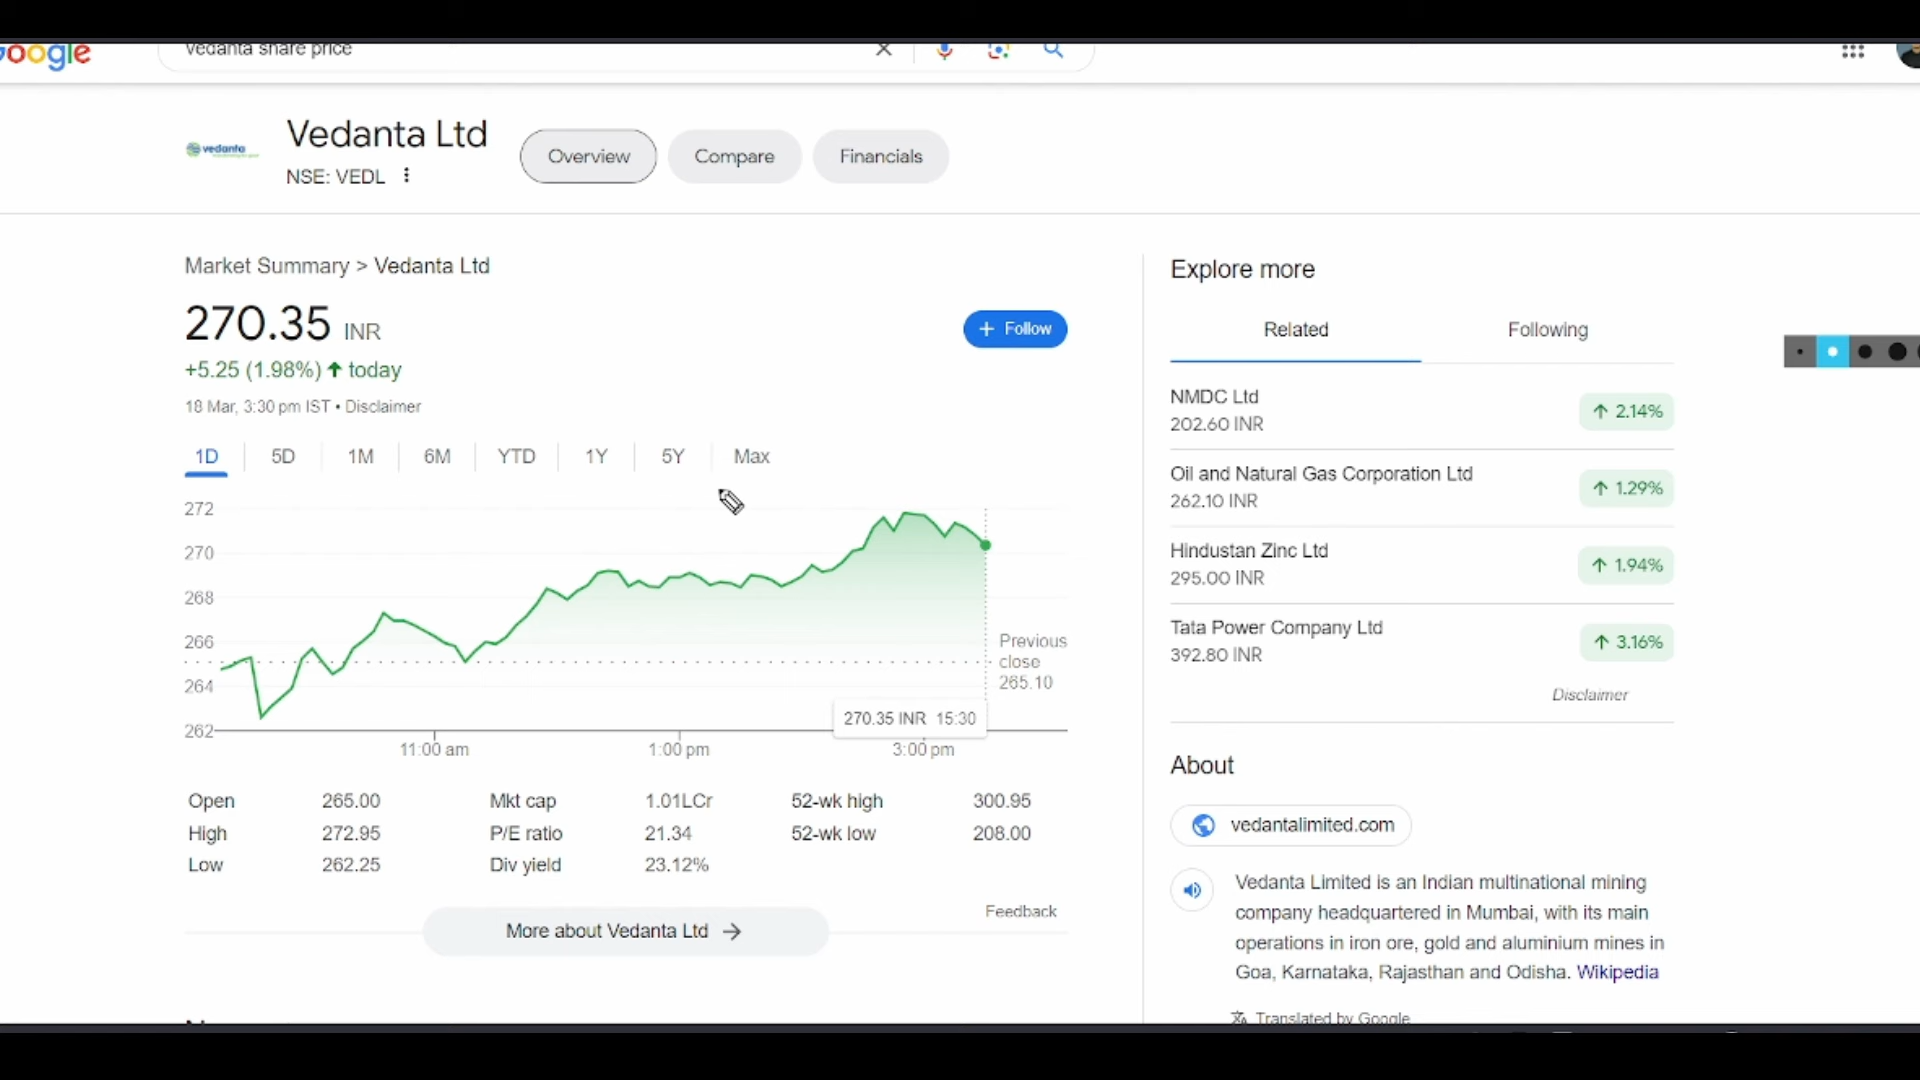 Google
vedanta share price
vedanta
Vedanta Ltd
NSE: VEDL
Overview
Compare
Financials
Market Summary > Vedanta Ltd
270.35 INR
+5.25 (1.98%) ↑ today
18 Mar, 3:30 pm IST • Disclaimer
+ Follow
1D
5D
1M
6M
YTD
1Y
5Y
Max
272
270
268
266
264
262
Previous
close
265.10
270.35 INR 15:30
11:00 am
1:00 pm
3:00 pm
Open 265.00 Mkt cap 1.01LCr 52-wk high 300.95
High 272.95 P/E ratio 21.34 52-wk low 208.00
Low 262.25 Div yield 23.12%
Feedback
More about Vedanta Ltd →
Explore more
Related
Following
NMDC Ltd
202.60 INR
↑ 2.14%
Oil and Natural Gas Corporation Ltd
262.10 INR
↑ 1.29%
Hindustan Zinc Ltd
295.00 INR
↑ 1.94%
Tata Power Company Ltd
392.80 INR
↑ 3.16%
Disclaimer
About
vedantalimited.com
Vedanta Limited is an Indian multinational mining
company headquartered in Mumbai, with its main
operations in iron ore, gold and aluminium mines in
Goa, Karnataka, Rajasthan and Odisha. Wikipedia
Translated by Google